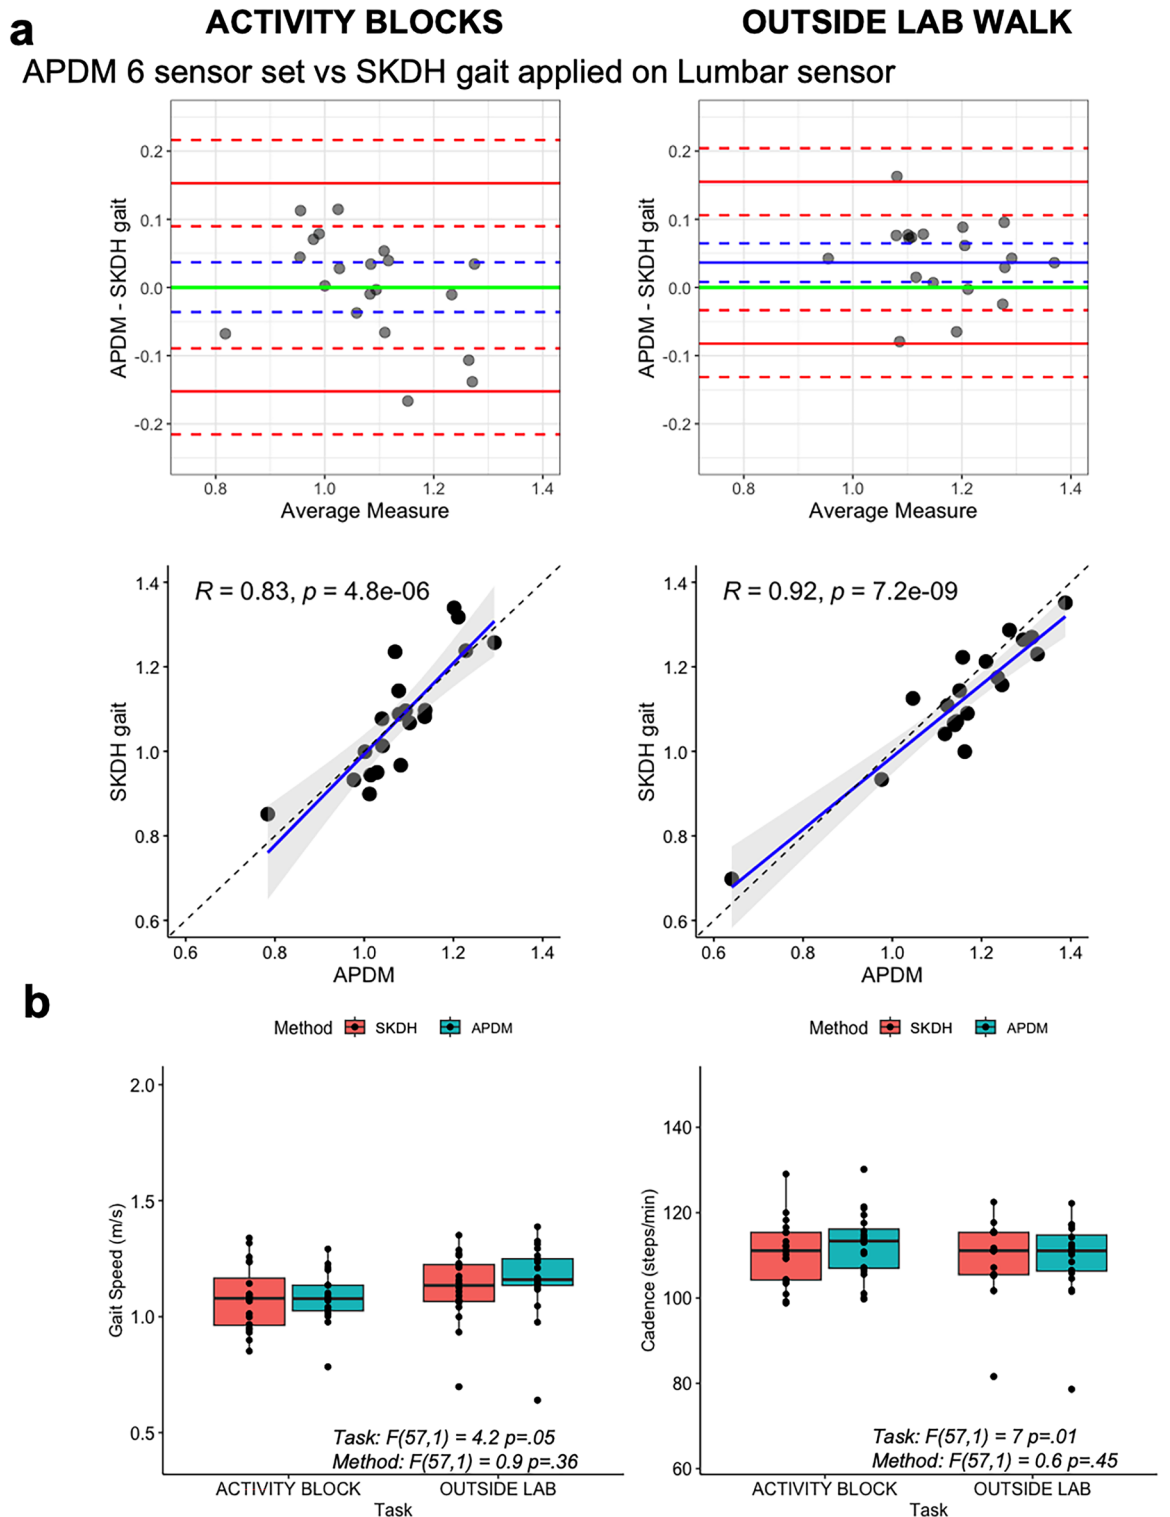 a
ACTIVITY BLOCKS
OUTSIDE LAB WALK
APDM 6 sensor set vs SKDH gait applied on Lumbar sensor
APDM - SKDH gait
0.2
0.1
0.0
-0.1
-0.2
0.8
1.0
1.2
1.4
Average Measure
APDM - SKDH gait
0.2
0.1
0.0
-0.1
-0.2
0.8
1.0
1.2
1.4
Average Measure
R = 0.83, p = 4.8e-06
SKDH gait
1.4
1.2
1.0
0.8
0.6
0.6
0.8
1.0
1.2
1.4
APDM
R = 0.92, p = 7.2e-09
SKDH gait
1.4
1.2
1.0
0.8
0.6
0.6
0.8
1.0
1.2
1.4
APDM
b
Method SKDH APDM
Gait Speed (m/s)
2.0
1.5
1.0
0.5
Task: F(57,1) = 4.2 p=.05
Method: F(57,1) = 0.9 p=.36
ACTIVITY BLOCK
OUTSIDE LAB
Task
Method SKDH APDM
Cadence (steps/min)
140
120
100
80
60
Task: F(57,1) = 7 p=.01
Method: F(57,1) = 0.6 p=.45
ACTIVITY BLOCK
OUTSIDE LAB
Task